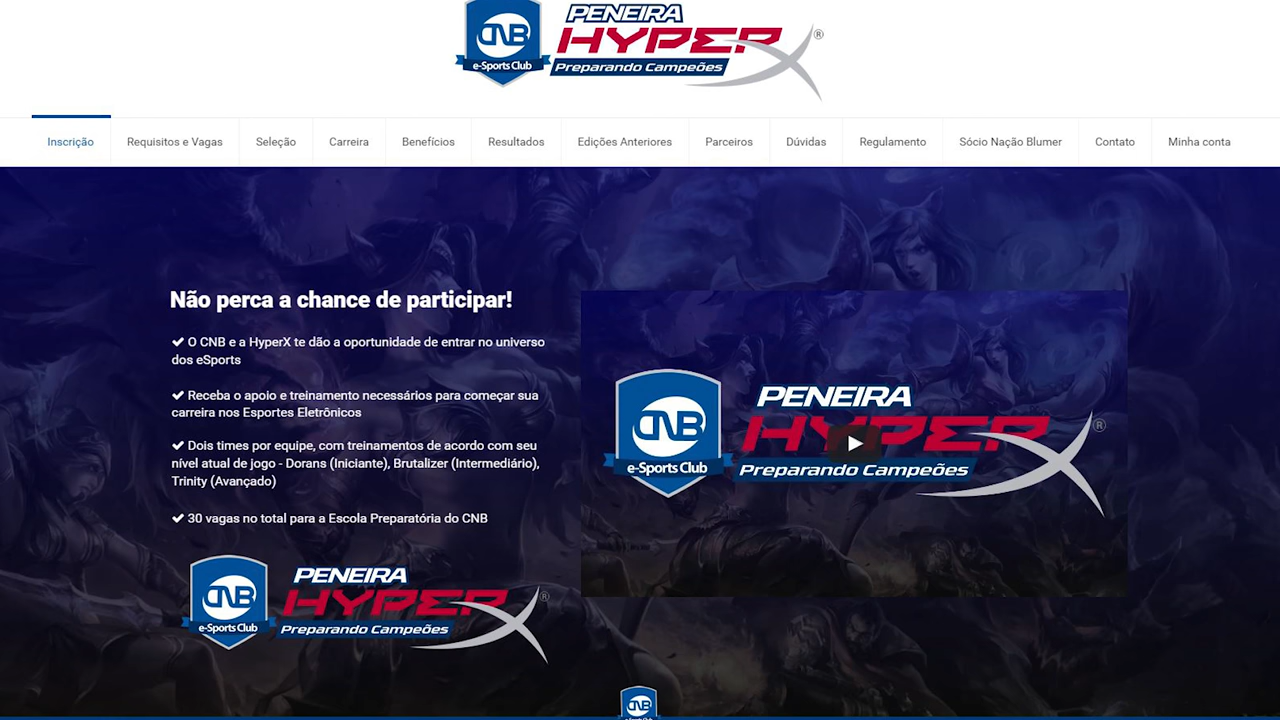 CNB
e-Sports Club
PENEIRA
HYPERX®
Preparando Campeões
Inscrição
Requisitos e Vagas
Seleção
Carreira
Benefícios
Resultados
Edições Anteriores
Parceiros
Dúvidas
Regulamento
Sócio Nação Blumer
Contato
Minha conta
Não perca a chance de participar!
O CNB e a HyperX te dão a oportunidade de entrar no universo
dos eSports
Receba o apoio e treinamento necessários para começar sua
carreira nos Esportes Eletrônicos
Dois times por equipe, com treinamentos de acordo com seu
nível atual de jogo - Dorans (Iniciante), Brutalizer (Intermediário),
Trinity (Avançado)
30 vagas no total para a Escola Preparatória do CNB
CNB
e-Sports Club
PENEIRA
HYPERX®
Preparando Campeões
CNB
e-Sports Club
PENEIRA
HYPERX®
Preparando Campeões
CNB
e-Sports Club